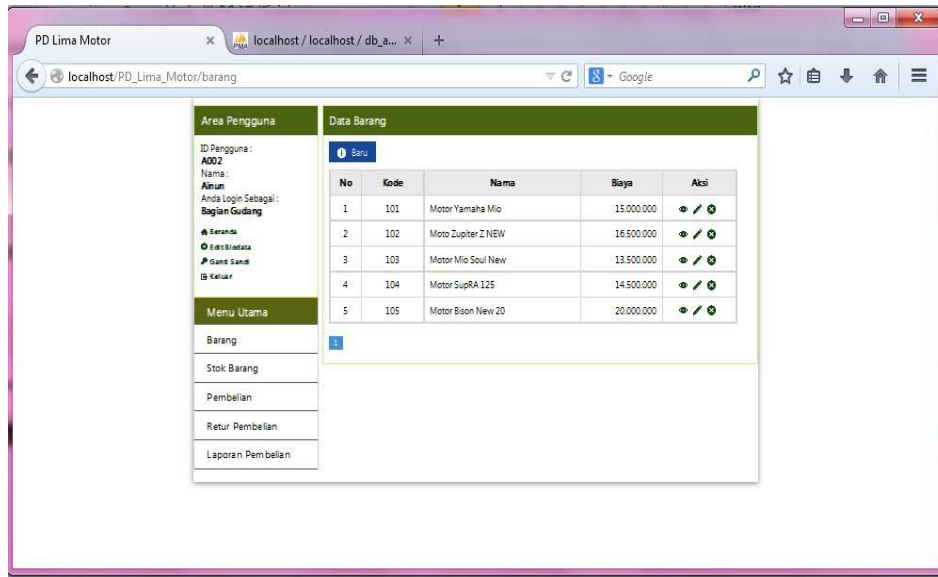 PD Lima Motor
localhost / localhost / db_a...
localhost/PD_Lima_Motor/barang
Google
Area Pengguna
ID Pengguna :
A002
Nama :
Ainun
Anda Login Sebagai :
Bagian Gudang
Beranda
Edit Biodata
Ganti Sandi
Keluar
Menu Utama
Barang
Stok Barang
Pembelian
Retur Pembelian
Laporan Pembelian
Data Barang
Baru
No Kode Nama Biaya Aksi
1 101 Motor Yamaha Mio 15.000.000
2 102 Moto Zupiter Z NEW 16.500.000
3 103 Motor Mio Soul New 13.500.000
4 104 Motor SupRA 125 14.500.000
5 105 Motor Bison New 20 20.000.000
1